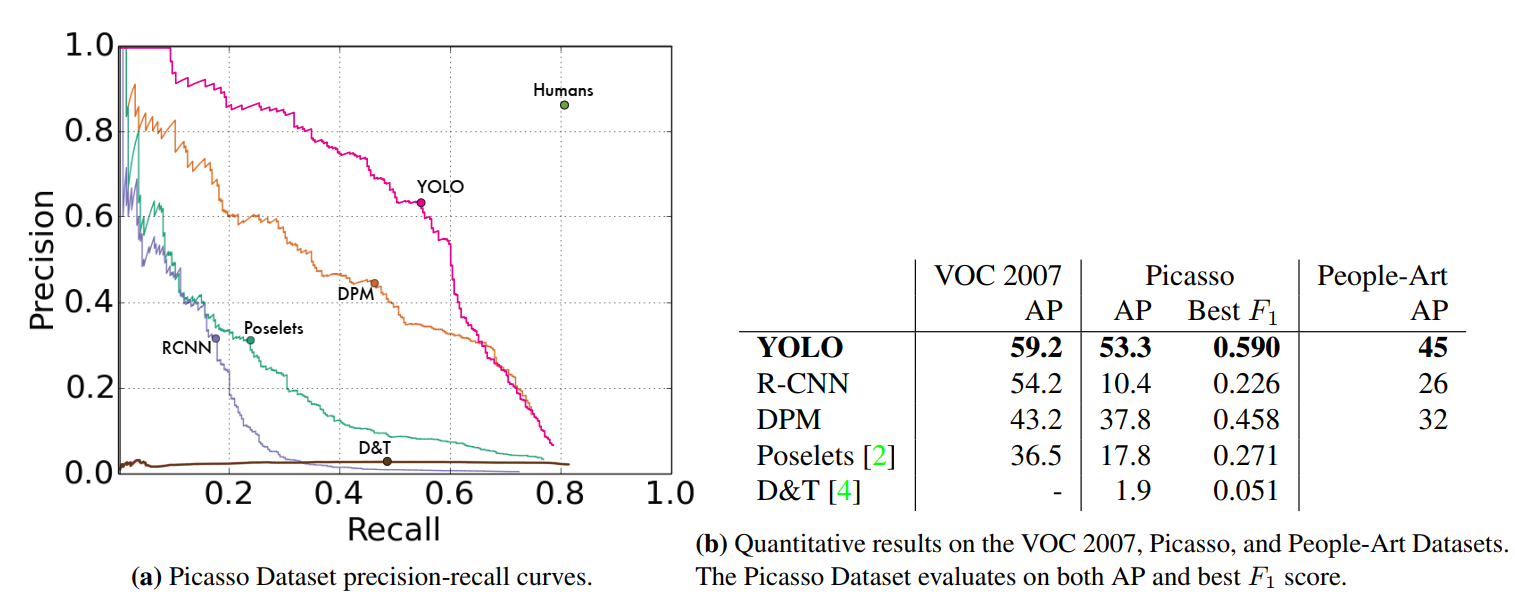 1.0
0.8
0.6
0.4
0.2
0.0
Precision
Humans
YOLO
DPM
Poselets
RCNN
D&T
0.2 0.4 0.6 0.8 1.0
Recall
(a) Picasso Dataset precision-recall curves.
VOC 2007 Picasso People-Art
AP AP Best F1 AP
YOLO 59.2 53.3 0.590 45
R-CNN 54.2 10.4 0.226 26
DPM 43.2 37.8 0.458 32
Poselets [2] 36.5 17.8 0.271
D&T [4] - 1.9 0.051
(b) Quantitative results on the VOC 2007, Picasso, and People-Art Datasets.
The Picasso Dataset evaluates on both AP and best F1 score.